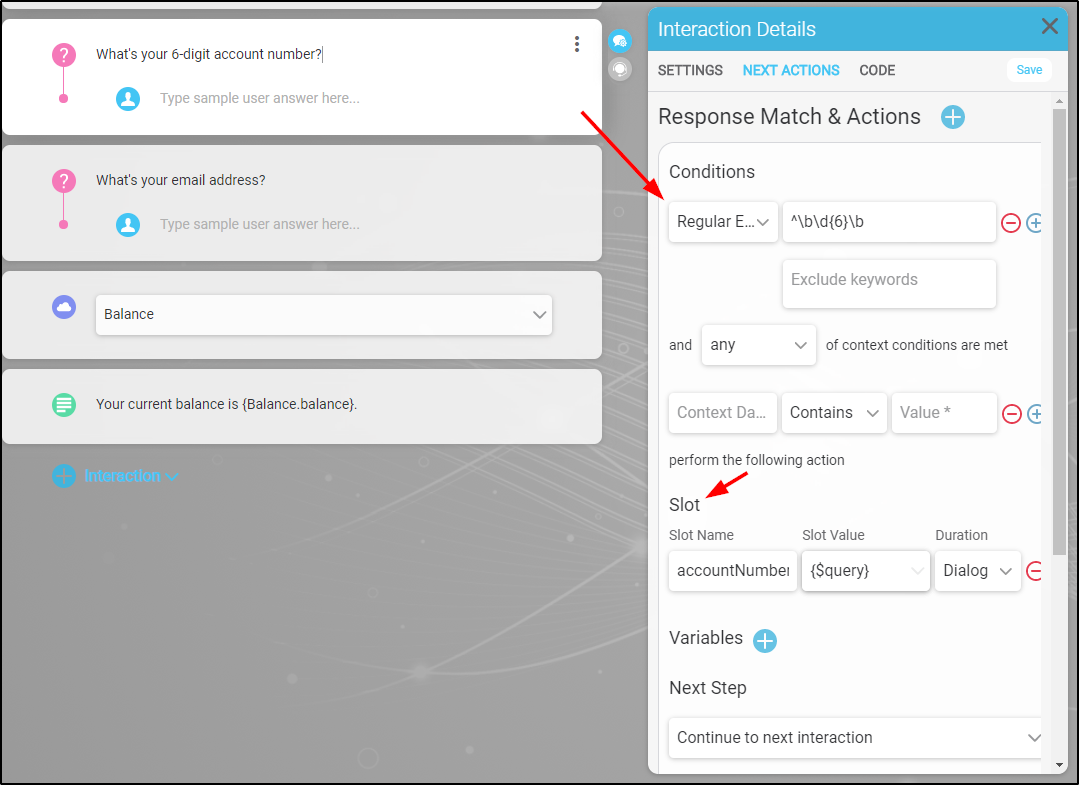 What's your 6-digit account number?
Type sample user answer here...
What's your email address?
Type sample user answer here...
Balance
Your current balance is {Balance.balance}.
Interaction
Interaction Details
SETTINGS NEXT ACTIONS CODE Save
Response Match & Actions
Conditions
Regular E... ^\b\d{6}\b
Exclude keywords
and any of context conditions are met
Context Da... Contains Value *
perform the following action
Slot
Slot Name Slot Value Duration
accountNumber {$query} Dialog
Variables
Next Step
Continue to next interaction